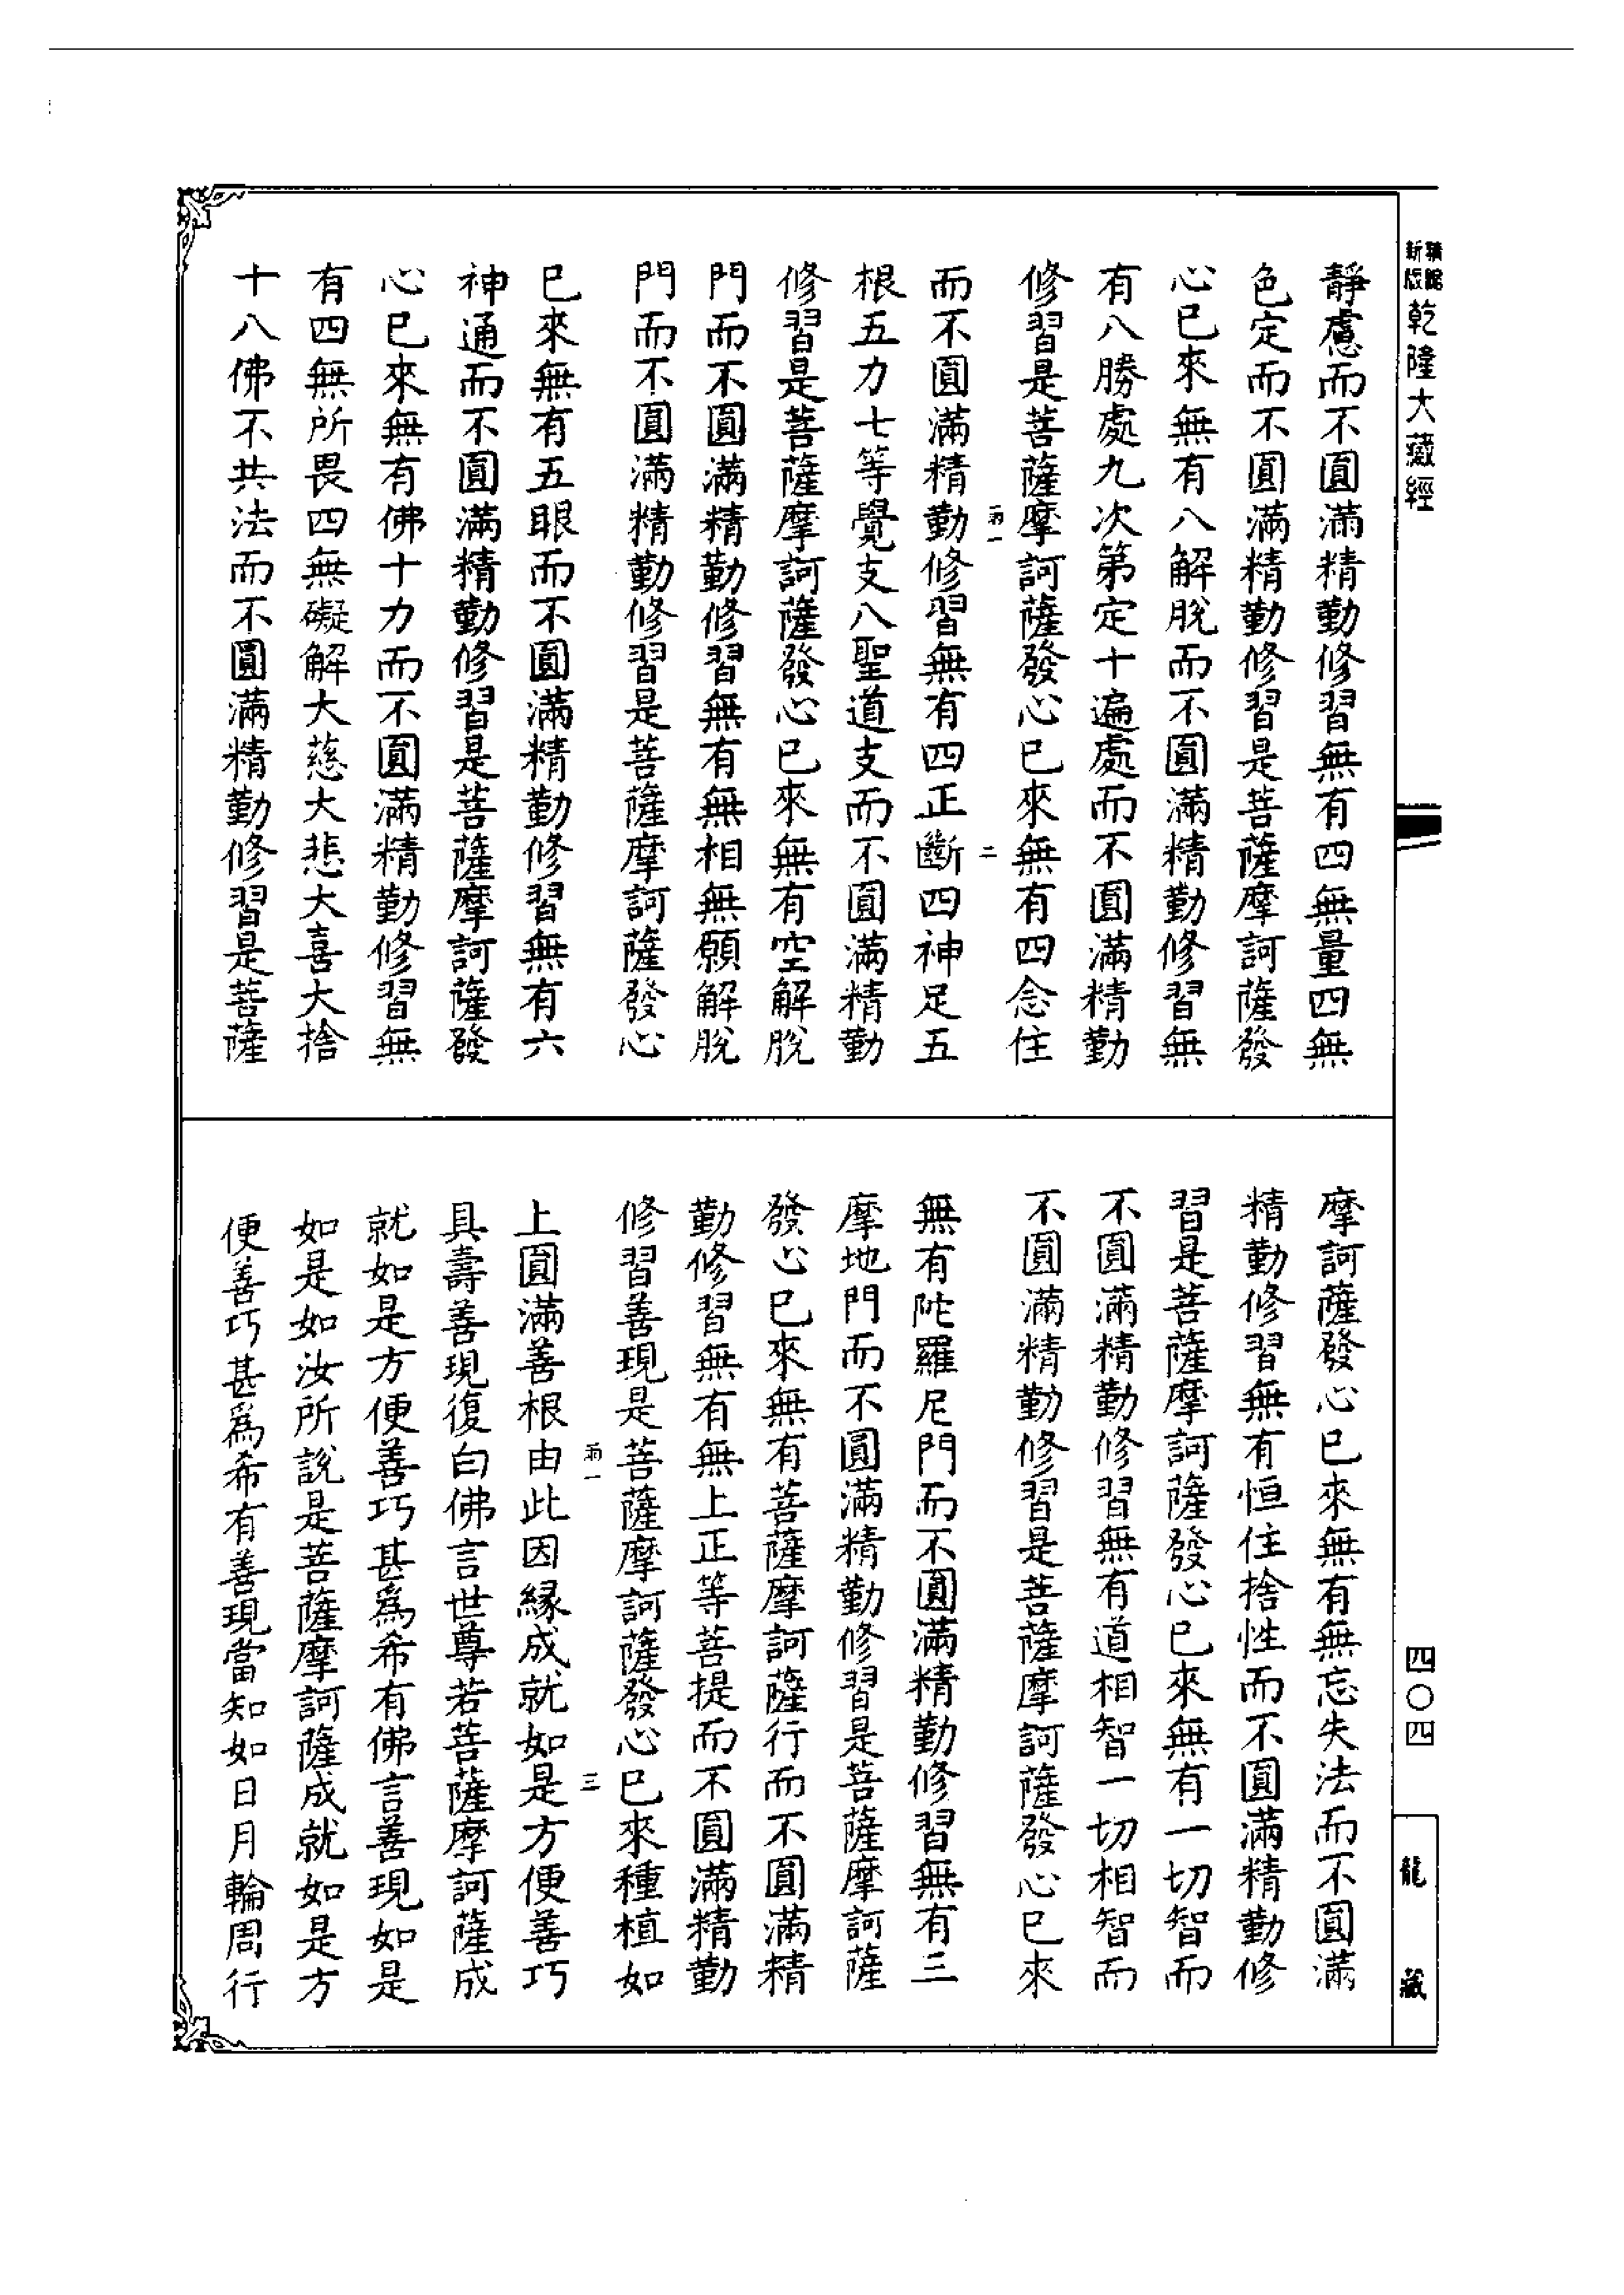 新編縮版乾隆大藏經
靜慮而不圓滿精勤修習無有四無量四無
色定而不圓滿精勤修習是菩薩摩訶薩發
心已來無有八解脫而不圓滿精勤修習無
有八勝處九次第定十遍處而不圓滿精勤
修習是菩薩摩訶薩發心已來無有四念住
而不圓滿精勤修習無有四正斷四神足五
根五力七等覺支八聖道支而不圓滿精勤
修習是菩薩摩訶薩發心已來無有空解脫
門而不圓滿精勤修習無有無相無願解脫
門而不圓滿精勤修習是菩薩摩訶薩發心
已來無有五眼而不圓滿精勤修習無有六
神通而不圓滿精勤修習是菩薩摩訶薩發
心已來無有佛十力而不圓滿精勤修習無
有四無所畏四無礙解大慈大悲大喜大捨
十八佛不共法而不圓滿精勤修習是菩薩
摩訶薩發心已來無有無忘失法而不圓滿
精勤修習無有恒住捨性而不圓滿精勤修
習是菩薩摩訶薩發心已來無有一切智而
不圓滿精勤修習無有道相智一切相智而
不圓滿精勤修習是菩薩摩訶薩發心已來
無有陀羅尼門而不圓滿精勤修習無有三
摩地門而不圓滿精勤修習是菩薩摩訶薩
發心已來無有菩薩摩訶薩行而不圓滿精
勤修習無有無上正等菩提而不圓滿精勤
修習善現是菩薩摩訶薩發心已來種植如
上圓滿善根由此因緣成就如是方便善巧
具壽善現復白佛言世尊若菩薩摩訶薩成
就如是方便善巧甚爲希有佛言善現如是
如是如汝所說是菩薩摩訶薩成就如是方
便善巧甚爲希有善現當知如日月輪周行
四〇四
龍藏